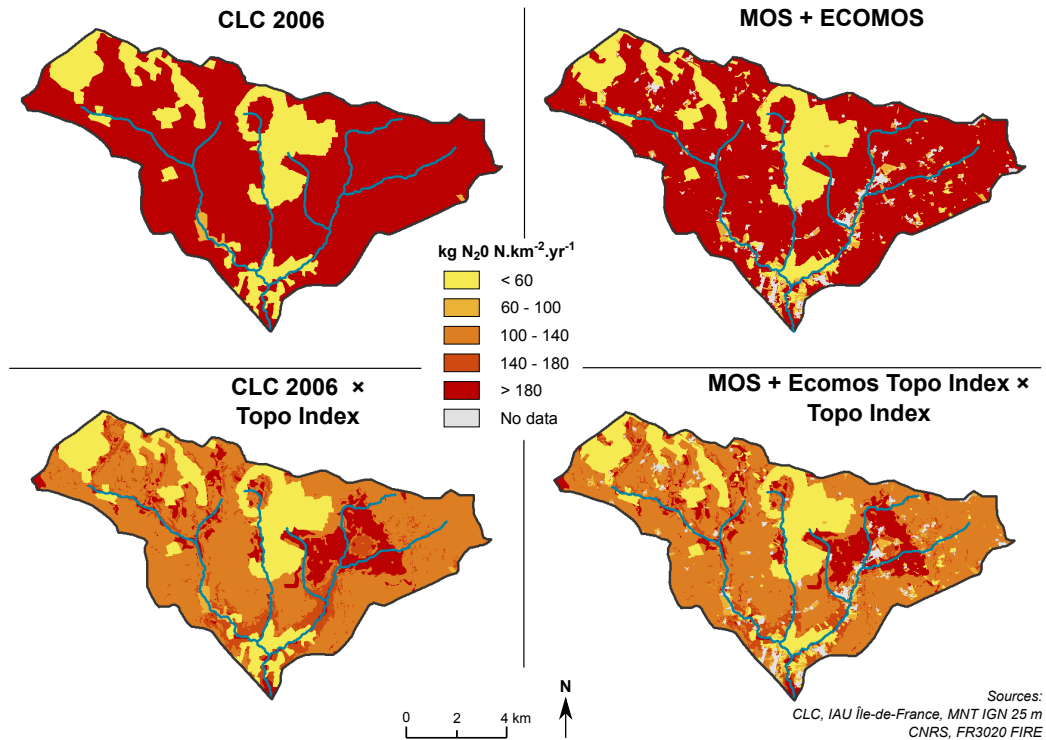 CLC 2006
MOS + ECOMOS
kg N₂0 N.km⁻².yr⁻¹
< 60
60 - 100
100 - 140
140 - 180
> 180
No data
CLC 2006 ×
Topo Index
MOS + Ecomos Topo Index ×
Topo Index
0 2 4 km
N
Sources:
CLC, IAU Île-de-France, MNT IGN 25 m
CNRS, FR3020 FIRE